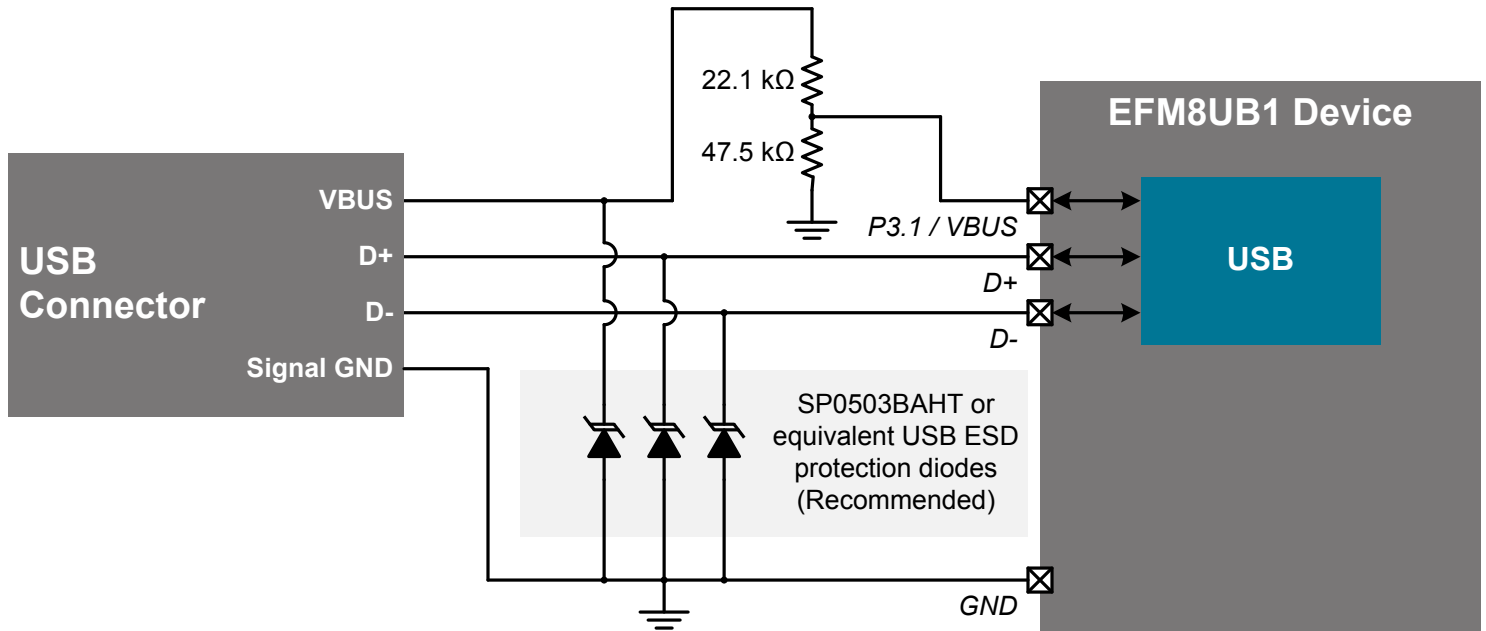 22.1 kΩ
47.5 kΩ
EFM8UB1 Device
USB
Connector
VBUS
D+
D-
Signal GND
P3.1 / VBUS
D+
D-
USB
SP0503BAHT or
equivalent USB ESD
protection diodes
(Recommended)
GND